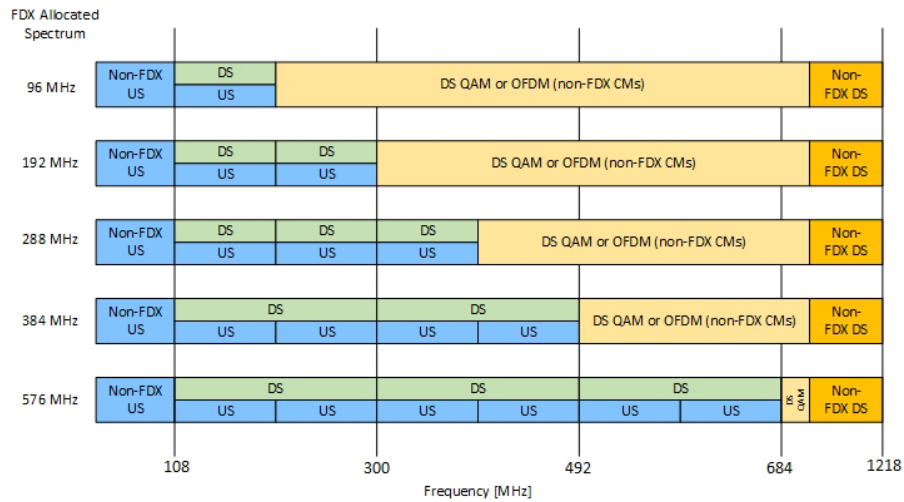 FDX Allocated
Spectrum
96 MHz
Non-FDX
US
DS
US
DS QAM or OFDM (non-FDX CMs)
Non-
FDX DS
192 MHz
Non-FDX
US
DS
DS
US
US
DS QAM or OFDM (non-FDX CMs)
Non-
FDX DS
288 MHz
Non-FDX
US
DS
DS
DS
US
US
US
DS QAM or OFDM (non-FDX CMs)
Non-
FDX DS
384 MHz
Non-FDX
US
DS
DS
US
US
US
US
DS QAM or OFDM (non-FDX CMs)
Non-
FDX DS
576 MHz
Non-FDX
US
DS
DS
DS
US
US
US
US
US
US
DS
QAM
Non-
FDX DS
108
300
492
684
1218
Frequency [MHz]